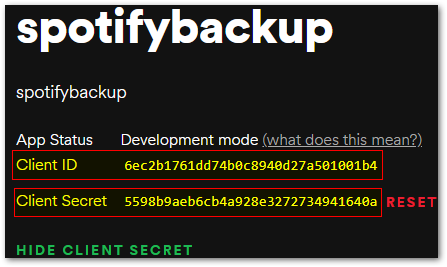 spotifybackup
spotifybackup
App Status Development mode (what does this mean?)
Client ID 6ec2b1761dd74b0c8940d27a501001b4
Client Secret 5598b9aeb6cb4a928e3272734941640a RESET
HIDE CLIENT SECRET